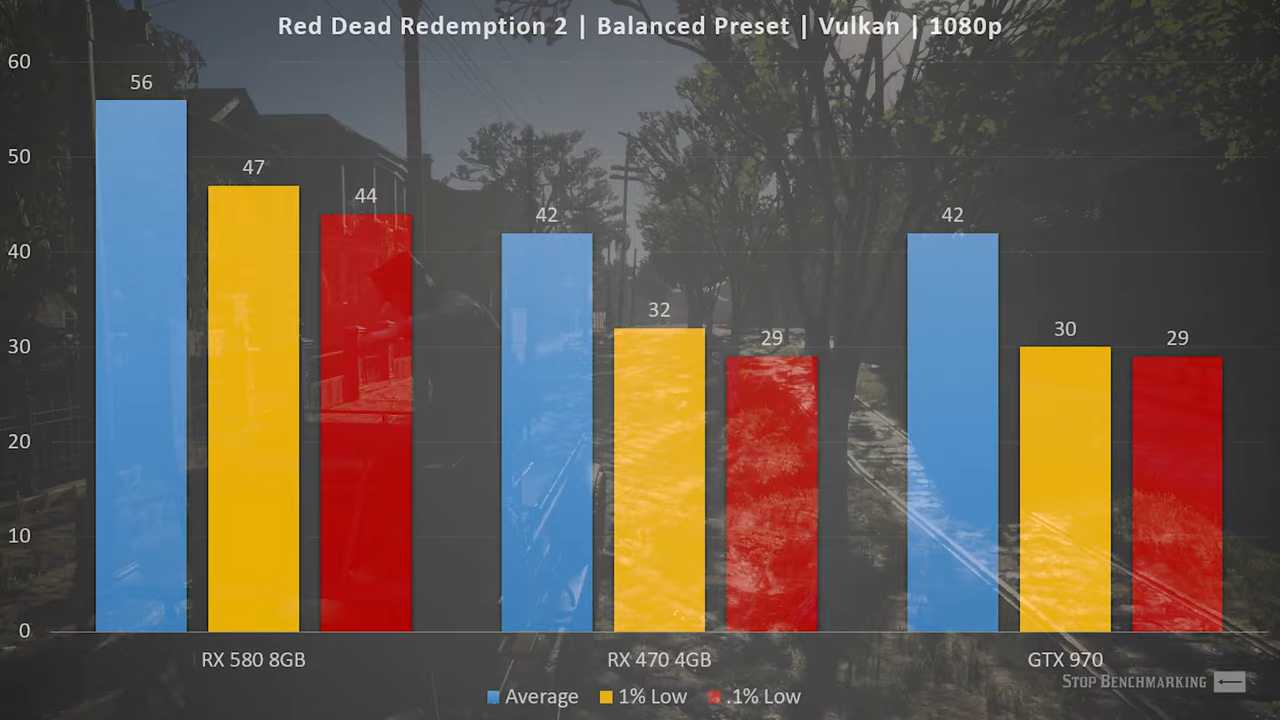 Red Dead Redemption 2 | Balanced Preset | Vulkan | 1080p
60
50
40
30
20
10
0
56
47
44
42
32
29
42
30
29
RX 580 8GB
RX 470 4GB
GTX 970
Average
1% Low
.1% Low
STOP BENCHMARKING